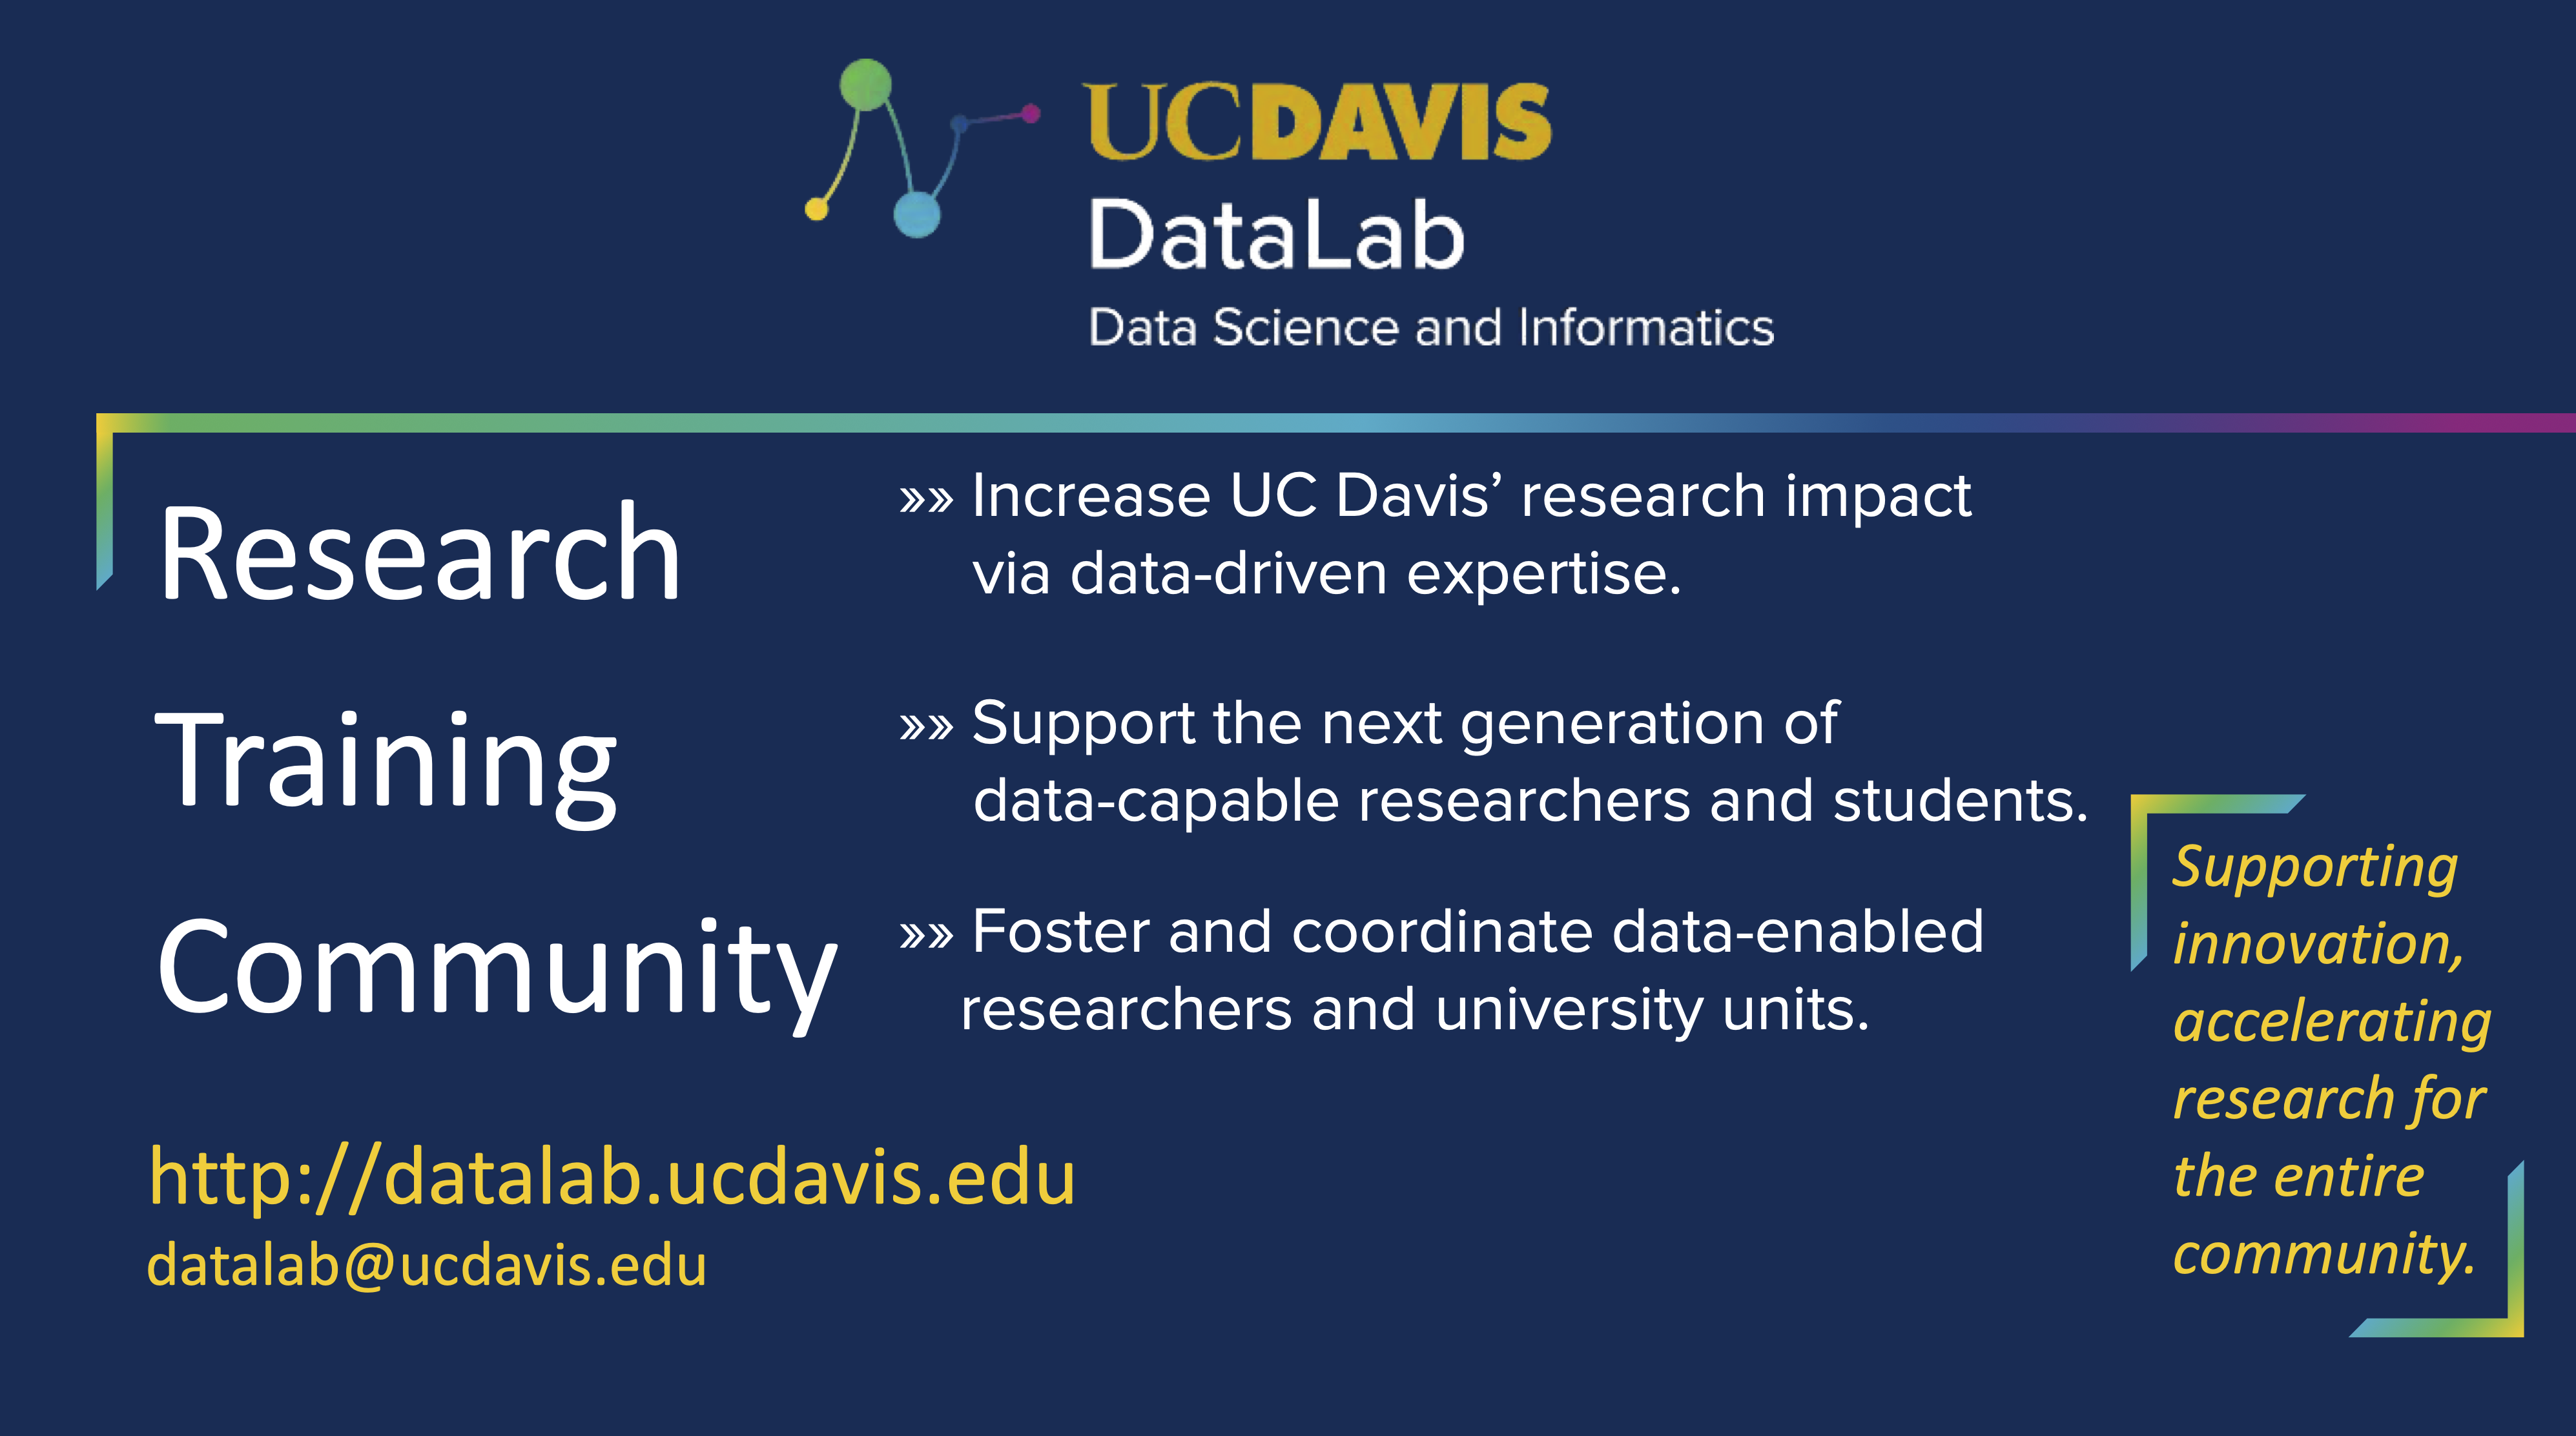 UCDAVIS
DataLab
Data Science and Informatics
Research
»» Increase UC Davis’ research impact
via data-driven expertise.
Training
»» Support the next generation of
data-capable researchers and students.
Community
»» Foster and coordinate data-enabled
researchers and university units.
http://datalab.ucdavis.edu
datalab@ucdavis.edu
Supporting
innovation,
accelerating
research for
the entire
community.